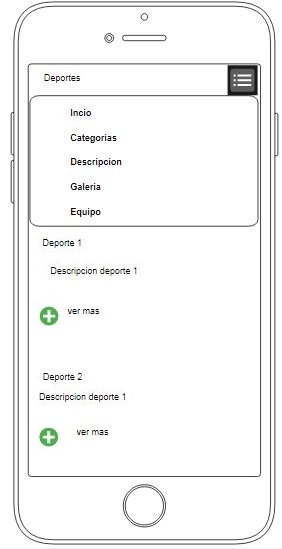 Deportes
Incio
Categorias
Descripcion
Galeria
Equipo
Deporte 1
Descripcion deporte 1
ver mas
Deporte 2
Descripcion deporte 1
ver mas